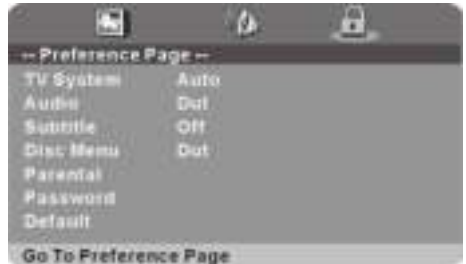 -- Preference Page --
TV System Auto
Audio Dut
Subtitle Off
Disc Menu Dut
Parental
Password
Default
Go To Preference Page